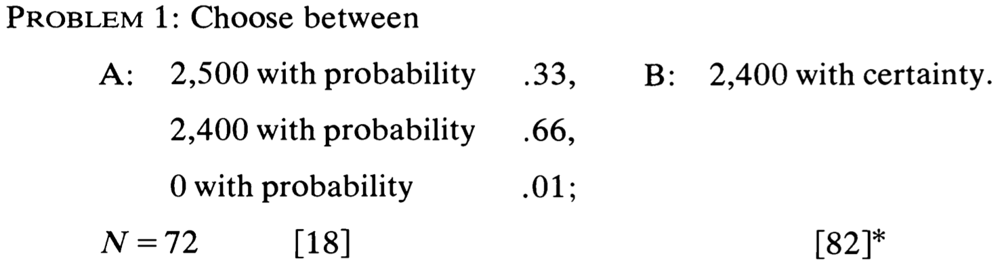 PROBLEM 1: Choose between
A: 2,500 with probability .33, B: 2,400 with certainty.
2,400 with probability .66,
0 with probability .01;
N = 72 [18] [82]*